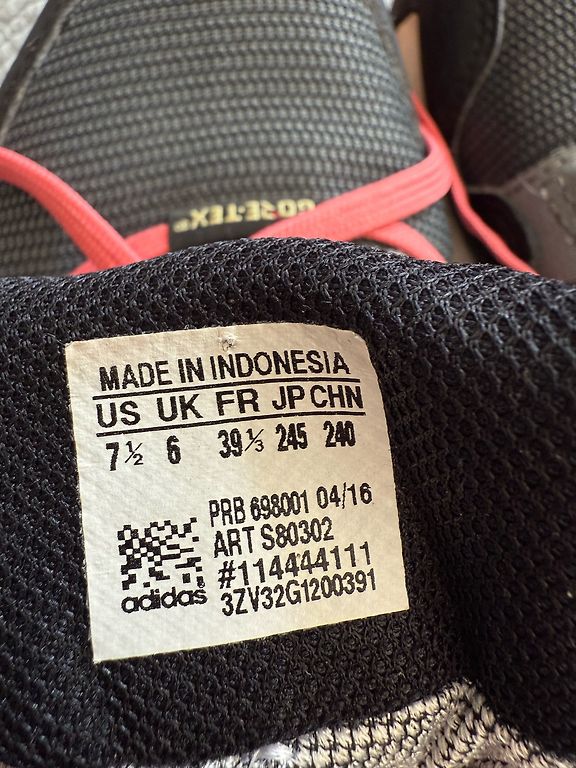 GORE-TEX®
MADE IN INDONESIA
US UK FR JP CHN
7½ 6 39⅓ 245 240
PRB 698001 04/16
ART S80302
#114444111
3ZV32G1200391
adidas